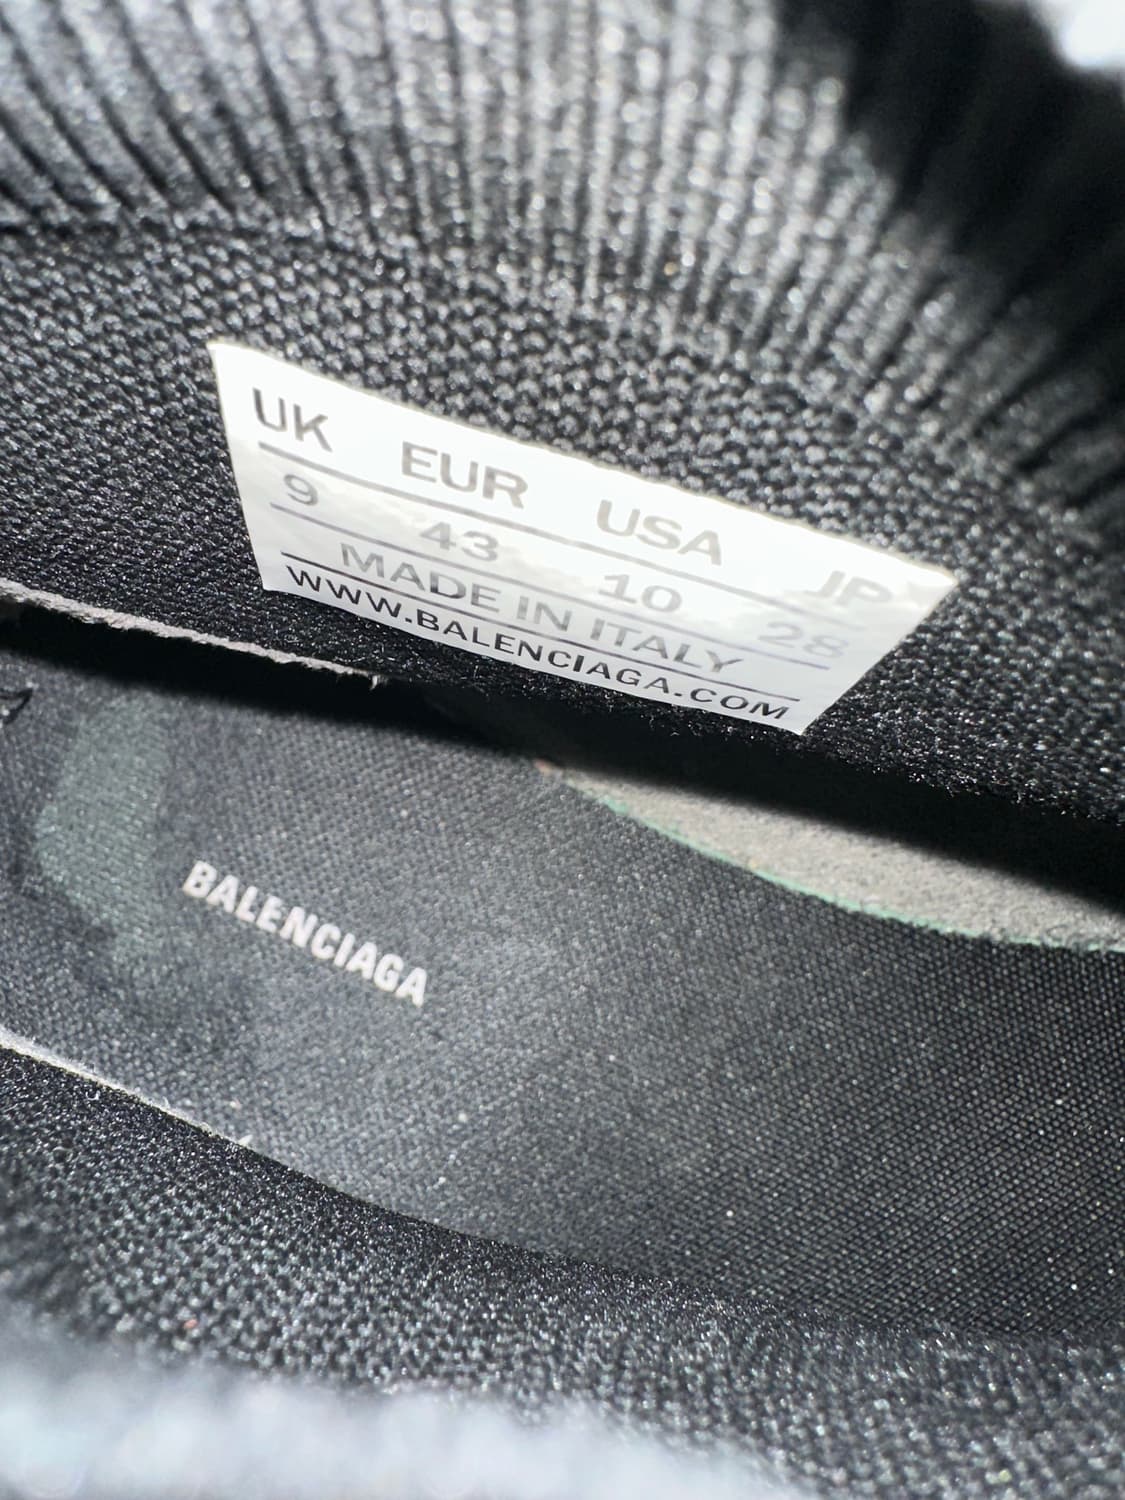 UK EUR USA JP
9 43 10 28
MADE IN ITALY
WWW.BALENCIAGA.COM
BALENCIAGA